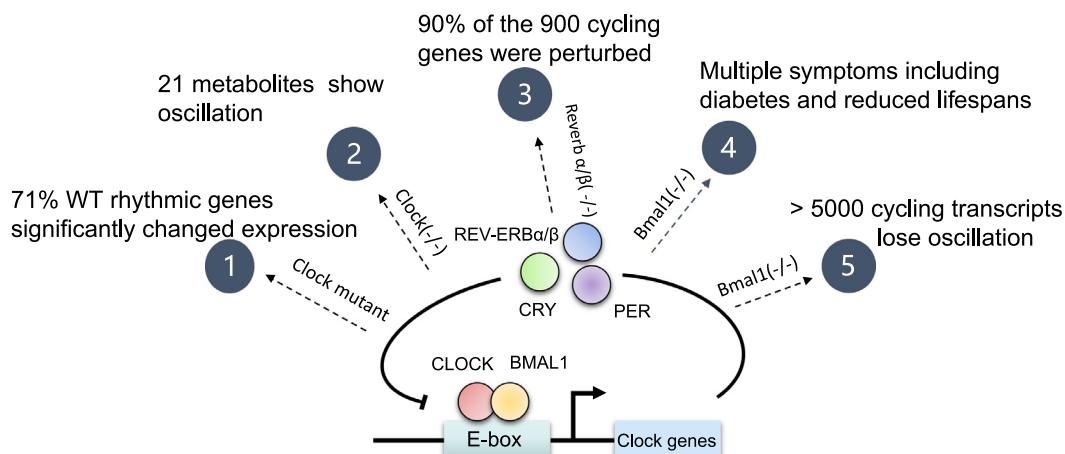 90% of the 900 cycling
genes were perturbed
3
21 metabolites show
oscillation
2
Multiple symptoms including
diabetes and reduced lifespans
4
71% WT rhythmic genes
significantly changed expression
1
> 5000 cycling transcripts
lose oscillation
5
Clock mutant
Clock(-/-)
Reverb α/β(-/-)
Bmal1(-/-)
Bmal1(-/-)
REV-ERBα/β
CRY
PER
CLOCK
BMAL1
E-box
Clock genes